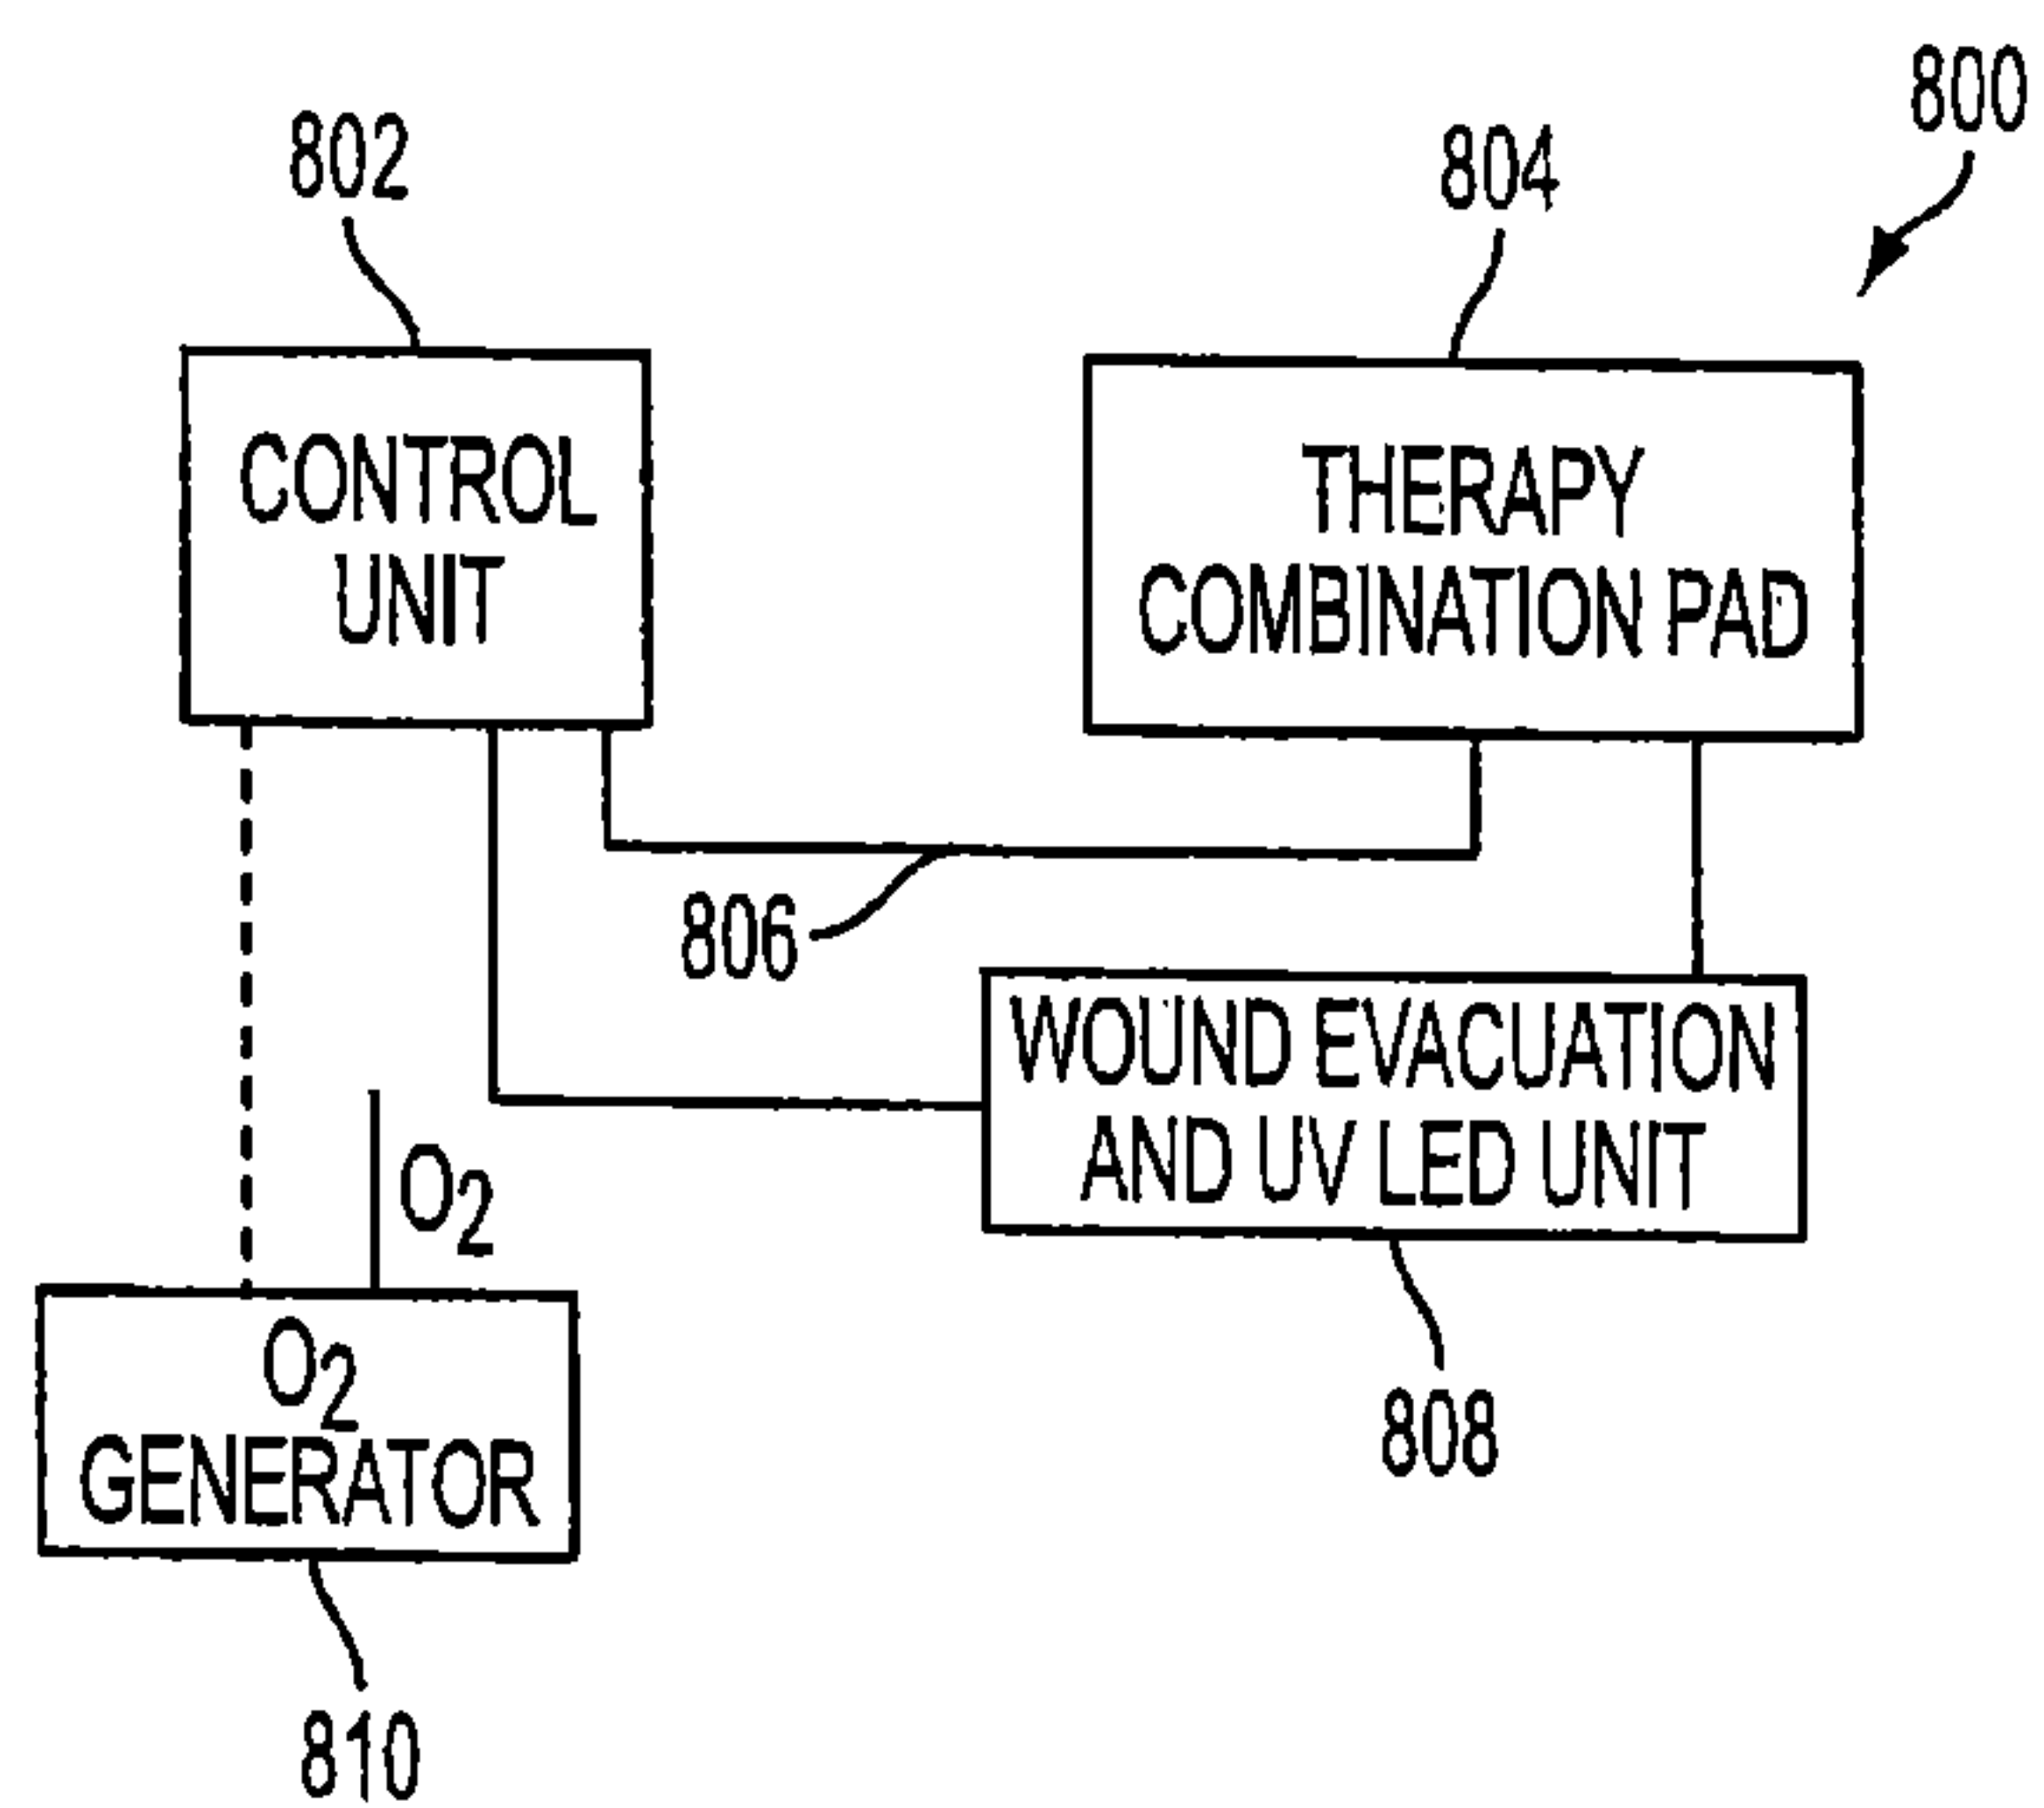 800
802
804
CONTROL
UNIT
THERAPY
COMBINATION PAD
806
WOUND EVACUATION
AND UV LED UNIT
O2
O2
GENERATOR
808
810